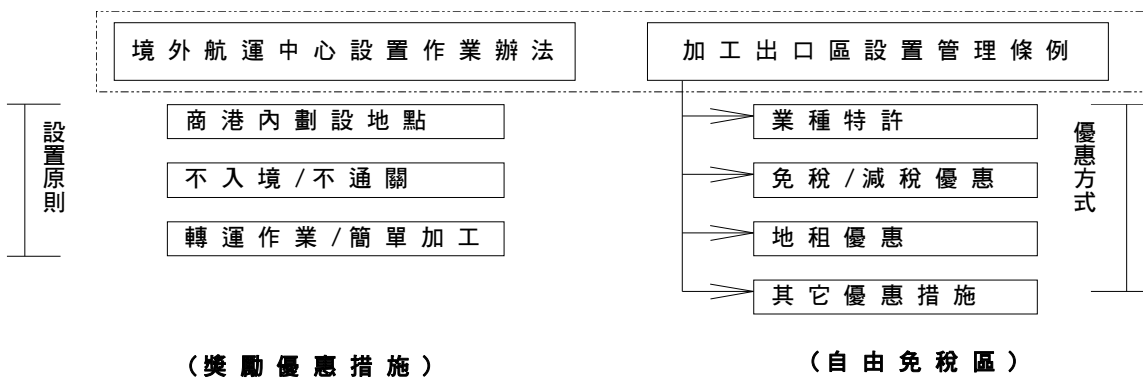 境外航運中心設置作業辦法
加工出口區設置管理條例
設置原則
商港內劃設地點
不入境/不通關
轉運作業/簡單加工
業種特許
免稅/減稅優惠
地租優惠
其它優惠措施
優惠方式
(獎勵優惠措施)
(自由免稅區)